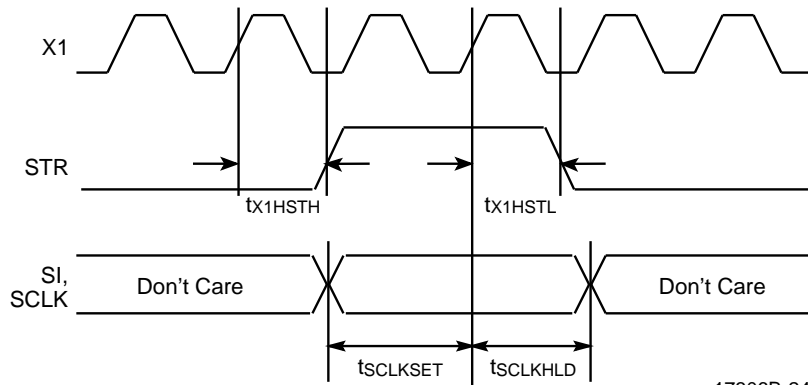 X1
STR
tX1HSTH
tX1HSTL
SI,
SCLK
Don't Care
Don't Care
tSCLKSET
tSCLKHLD